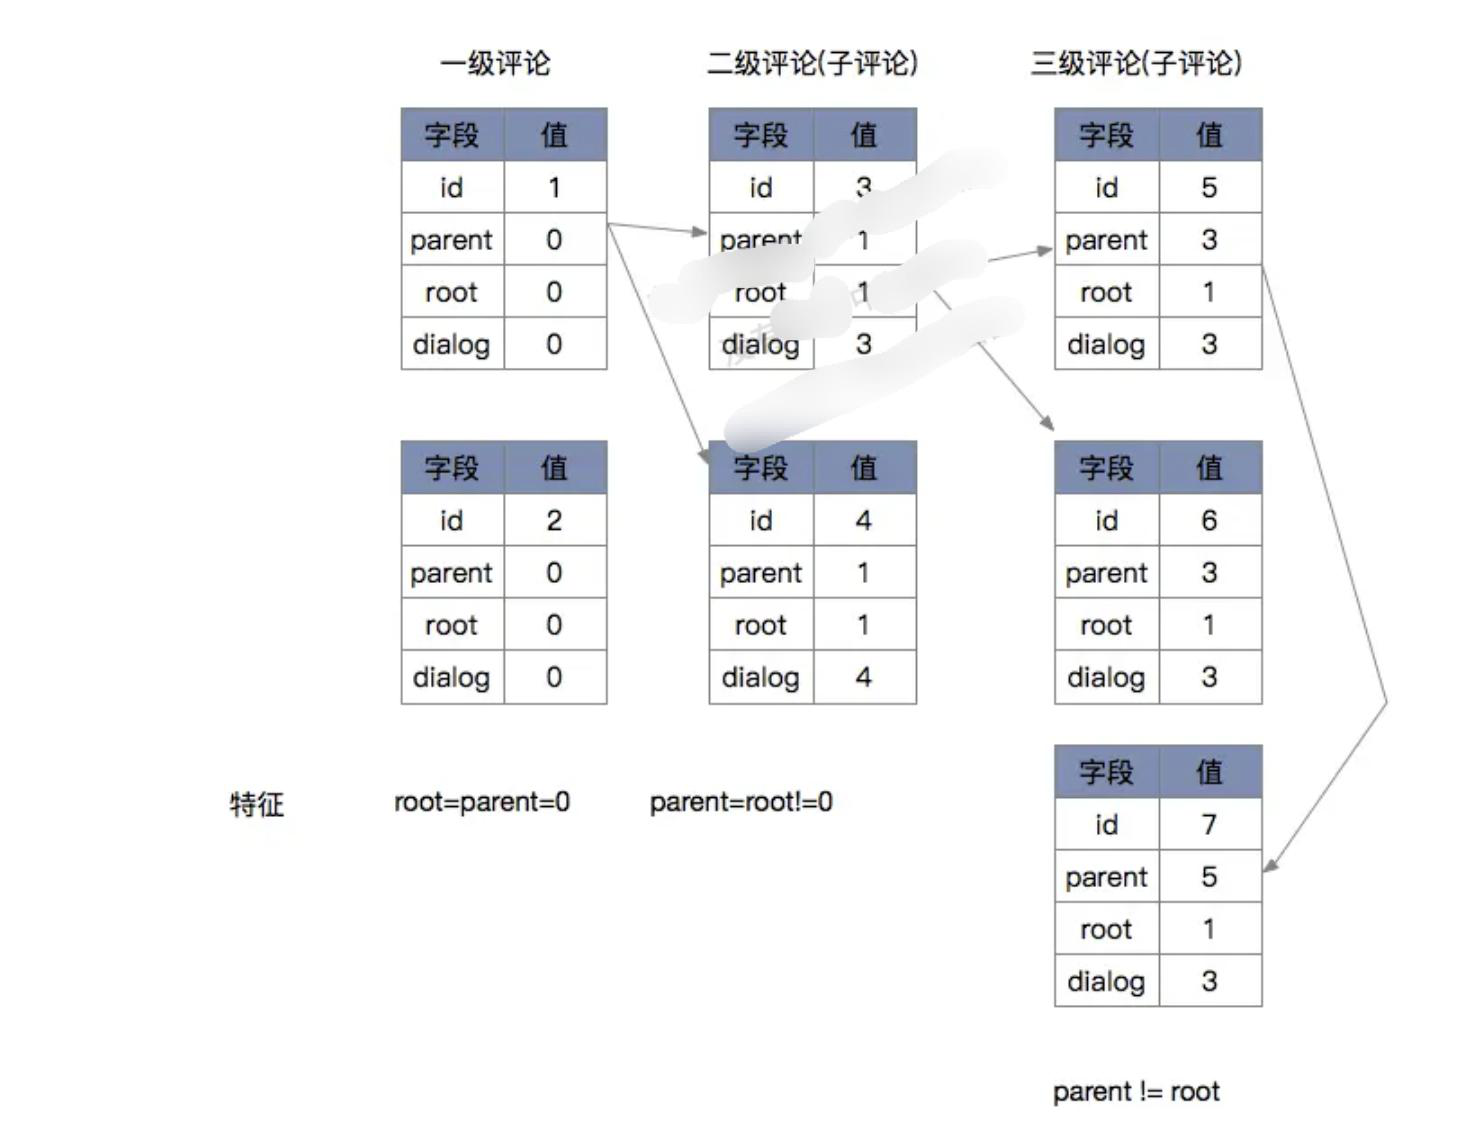 一级评论
二级评论(子评论)
三级评论(子评论)
字段 值
id 1
parent 0
root 0
dialog 0
字段 值
id 3
parent 1
root 1
dialog 3
字段 值
id 5
parent 3
root 1
dialog 3
字段 值
id 2
parent 0
root 0
dialog 0
字段 值
id 4
parent 1
root 1
dialog 4
字段 值
id 6
parent 3
root 1
dialog 3
字段 值
id 7
parent 5
root 1
dialog 3
特征
root=parent=0
parent=root!=0
parent != root